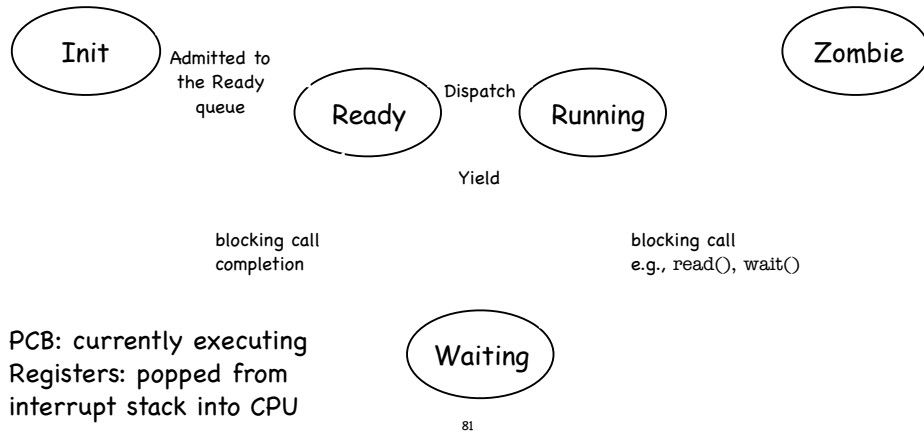 Init
Zombie
Admitted to
the Ready
queue
Dispatch
Ready
Running
Yield
blocking call
completion
blocking call
e.g., read(), wait()
PCB: currently executing
Registers: popped from
interrupt stack into CPU
Waiting
81